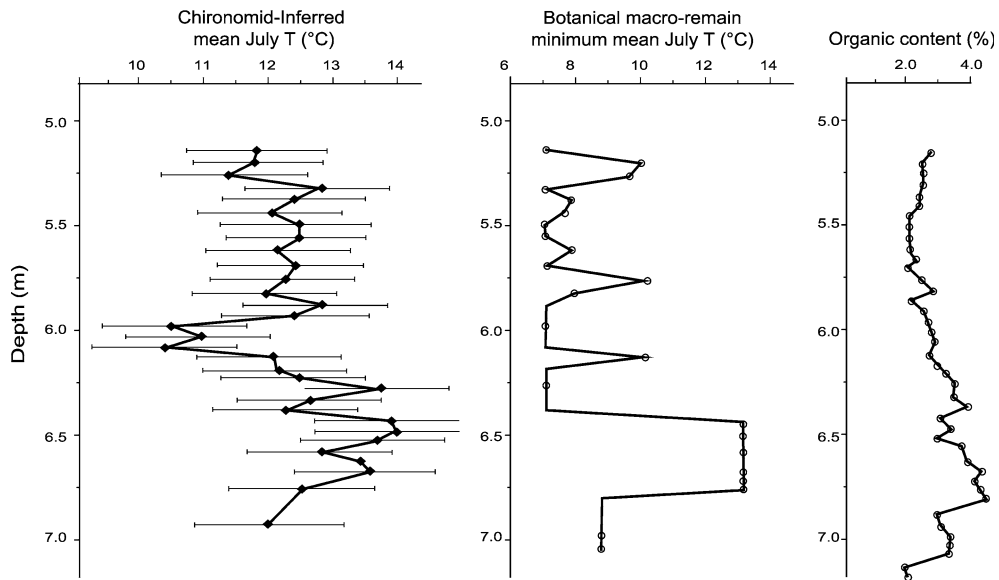 Chironomid-Inferred
mean July T (°C)
10 11 12 13 14
Botanical macro-remain
minimum mean July T (°C)
6 8 10 12 14
Organic content (%)
2.0 4.0
Depth (m)
5.0
5.5
6.0
6.5
7.0
5.0
5.5
6.0
6.5
7.0
5.0
5.5
6.0
6.5
7.0